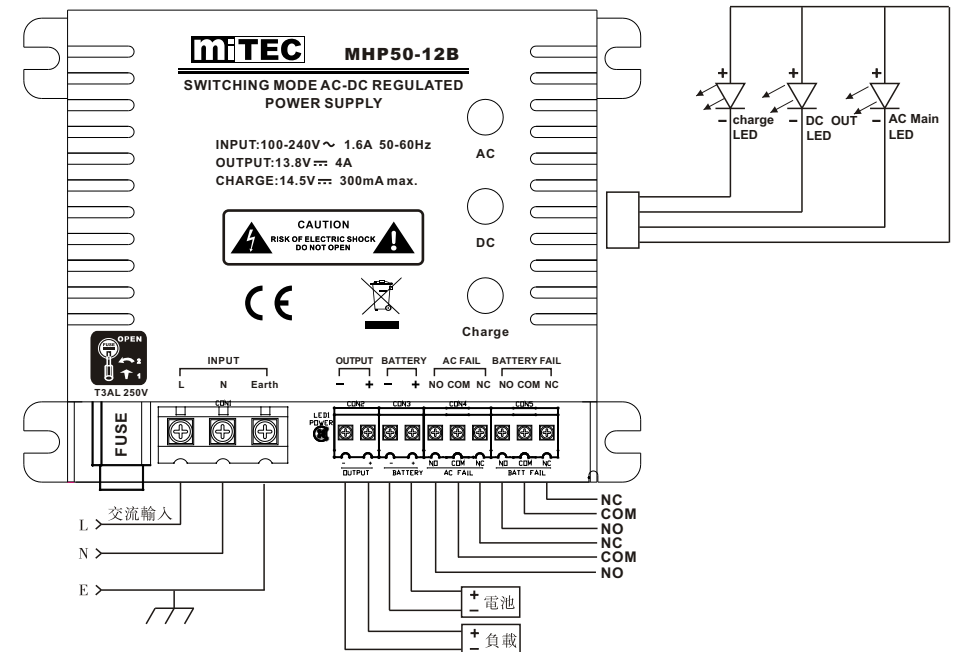 miTEC MHP50-12B
SWITCHING MODE AC-DC REGULATED
POWER SUPPLY
INPUT:100-240V～ 1.6A 50-60Hz
OUTPUT:13.8V⎓ 4A
CHARGE:14.5V⎓ 300mA max.
AC
DC
Charge
CAUTION
RISK OF ELECTRIC SHOCK
DO NOT OPEN
CE
+
-
charge
LED
+
-
DC OUT
LED
+
-
AC Main
LED
OPEN
FUSE
2
1
T3AL 250V
INPUT
L N Earth
OUTPUT BATTERY AC FAIL BATTERY FAIL
- + - + NO COM NC NO COM NC
CON1
CON2 CON3 CON4 CON5
FUSE
LED1
POWER
- + - + NO COM NC NO COM NC
OUTPUT BATTERY AC FAIL BATT FAIL
L
交流輸入
N
E
NC
COM
NO
NC
COM
NO
+
-
電池
+
-
負載